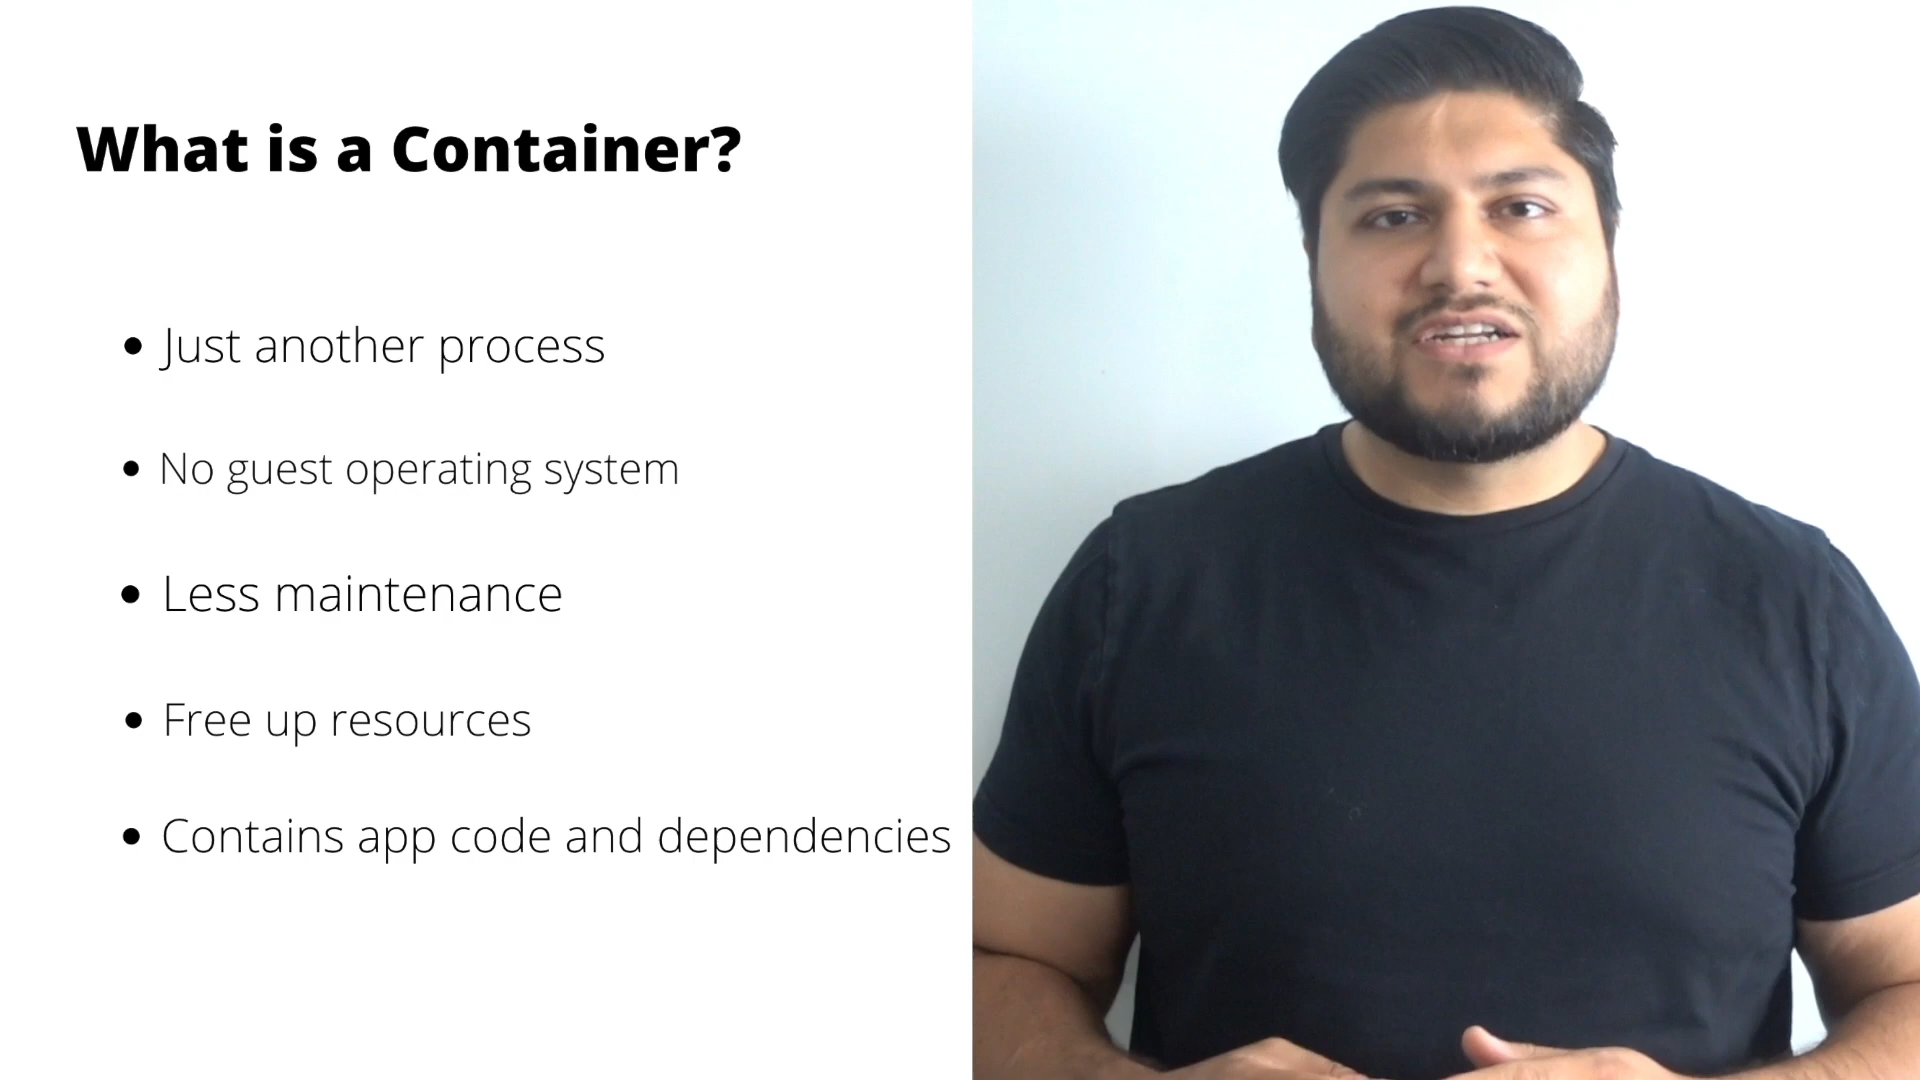 What is a Container?
• Just another process
• No guest operating system
• Less maintenance
• Free up resources
• Contains app code and dependencies